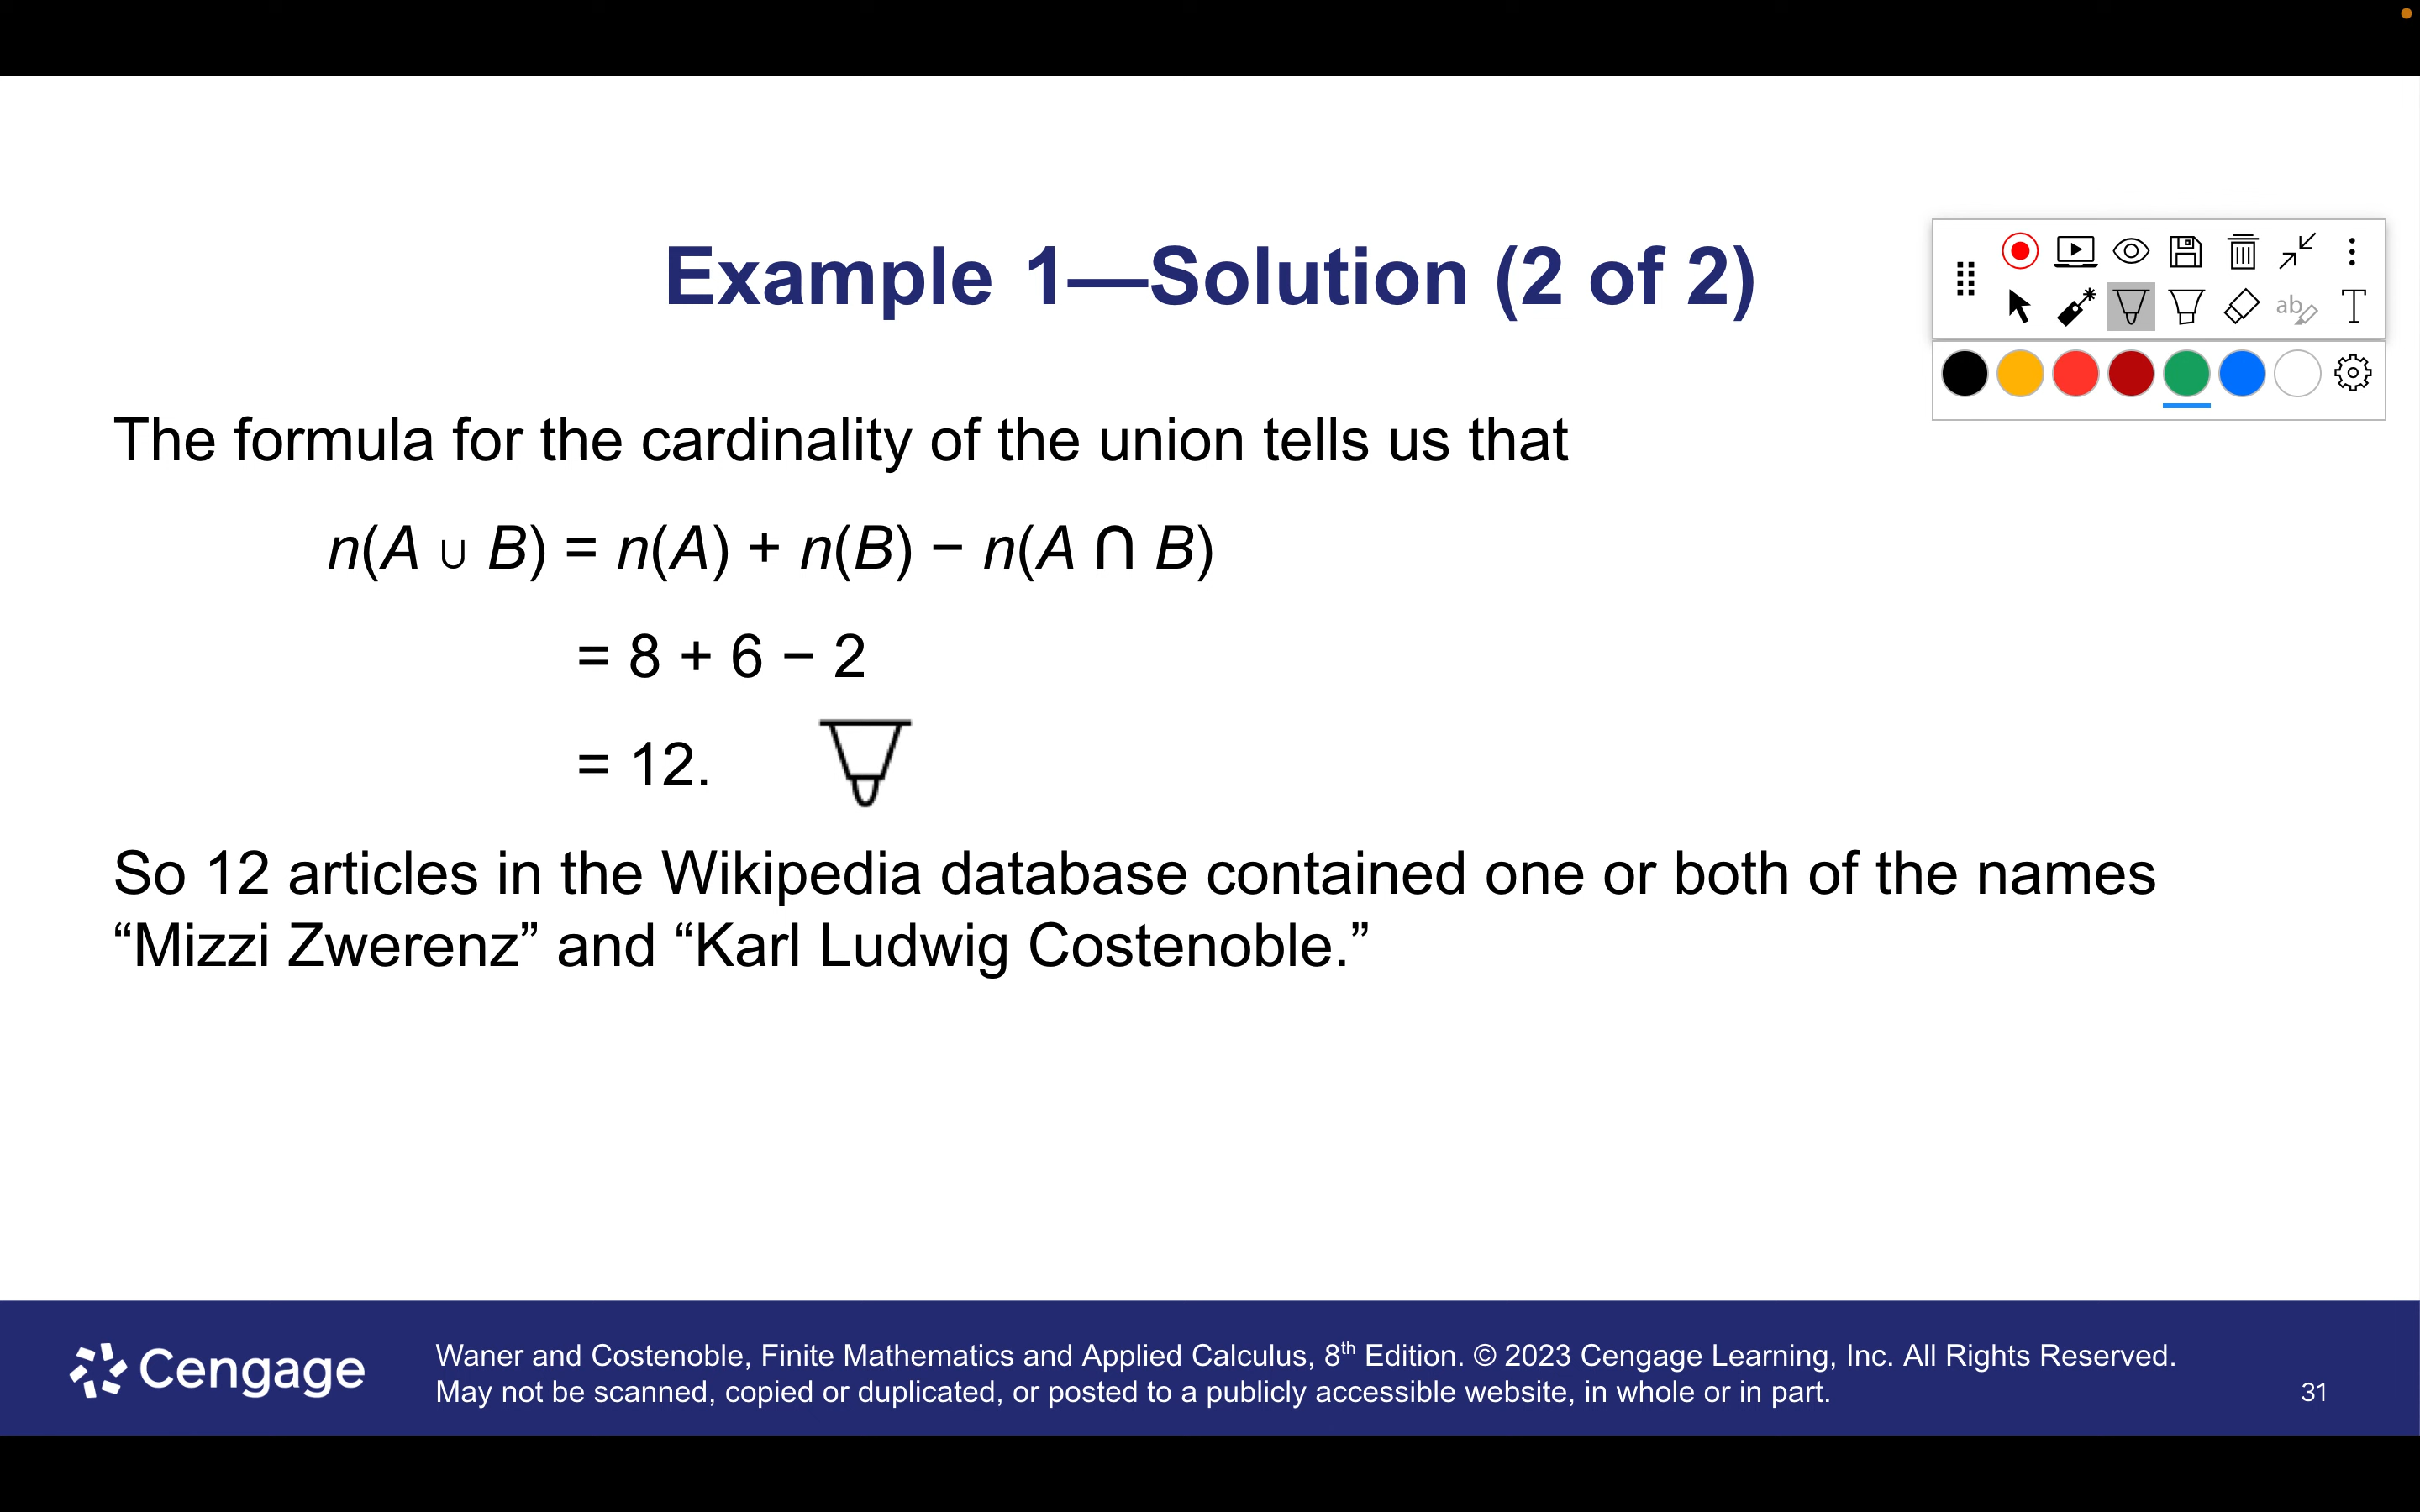 Example 1—Solution (2 of 2)
ab
T
The formula for the cardinality of the union tells us that
n(A ∪ B) = n(A) + n(B) − n(A ∩ B)
= 8 + 6 − 2
= 12.
So 12 articles in the Wikipedia database contained one or both of the names
“Mizzi Zwerenz” and “Karl Ludwig Costenoble.”
Cengage
Waner and Costenoble, Finite Mathematics and Applied Calculus, 8th Edition. © 2023 Cengage Learning, Inc. All Rights Reserved.
May not be scanned, copied or duplicated, or posted to a publicly accessible website, in whole or in part.
31